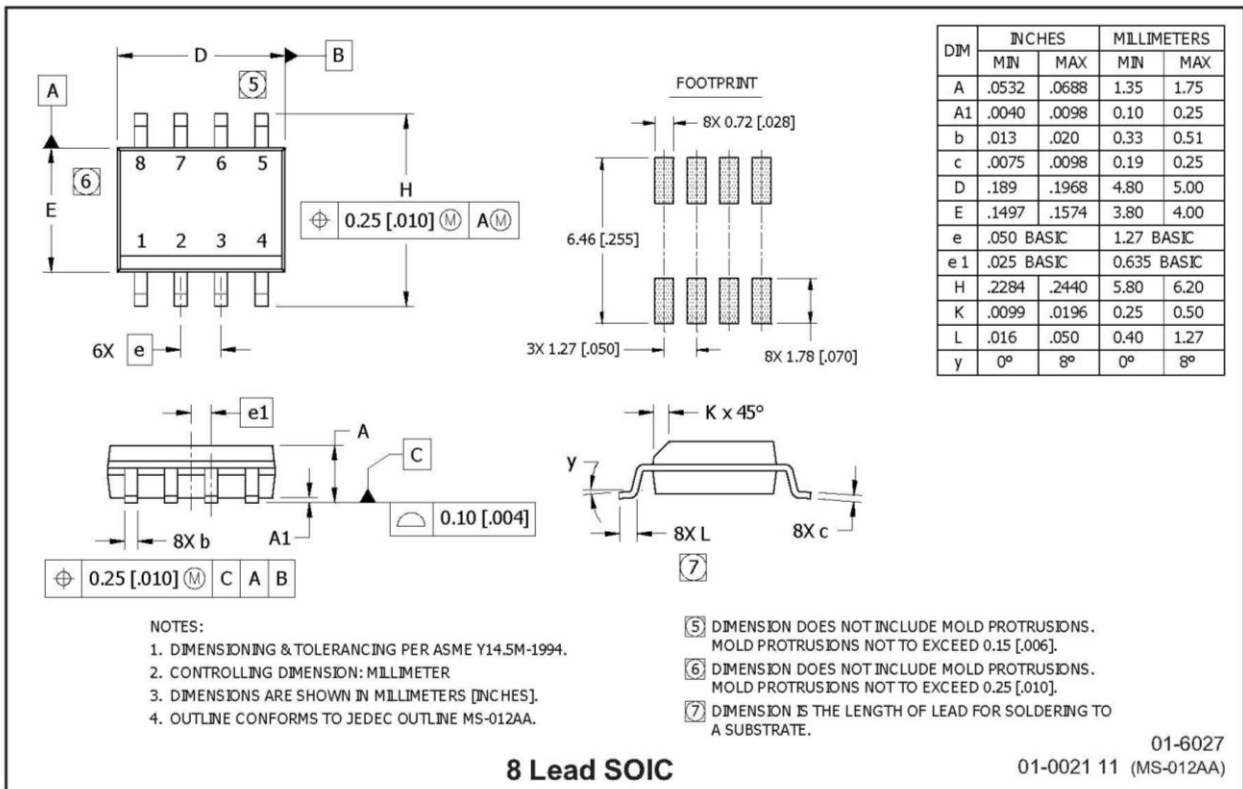 D
B
5
A
8 7 6 5
6
E
H
⌖ 0.25 [.010] Ⓜ A Ⓜ
1 2 3 4
6X e
FOOTPRINT
8X 0.72 [.028]
6.46 [.255]
3X 1.27 [.050]
8X 1.78 [.070]
DIM INCHES MILLIMETERS
MIN MAX MIN MAX
A .0532 .0688 1.35 1.75
A1 .0040 .0098 0.10 0.25
b .013 .020 0.33 0.51
c .0075 .0098 0.19 0.25
D .189 .1968 4.80 5.00
E .1497 .1574 3.80 4.00
e .050 BASIC 1.27 BASIC
e 1 .025 BASIC 0.635 BASIC
H .2284 .2440 5.80 6.20
K .0099 .0196 0.25 0.50
L .016 .050 0.40 1.27
y 0° 8° 0° 8°
e1
A
C
0.10 [.004]
8X b
A1
⌖ 0.25 [.010] Ⓜ C A B
K x 45°
y
8X L
8X c
7
NOTES:
1. DIMENSIONING & TOLERANCING PER ASME Y14.5M-1994.
2. CONTROLLING DIMENSION: MILLIMETER
3. DIMENSIONS ARE SHOWN IN MILLIMETERS [INCHES].
4. OUTLINE CONFORMS TO JEDEC OUTLINE MS-012AA.
5 DIMENSION DOES NOT INCLUDE MOLD PROTRUSIONS.
MOLD PROTRUSIONS NOT TO EXCEED 0.15 [.006].
6 DIMENSION DOES NOT INCLUDE MOLD PROTRUSIONS.
MOLD PROTRUSIONS NOT TO EXCEED 0.25 [.010].
7 DIMENSION IS THE LENGTH OF LEAD FOR SOLDERING TO
A SUBSTRATE.
8 Lead SOIC
01-6027
01-0021 11 (MS-012AA)